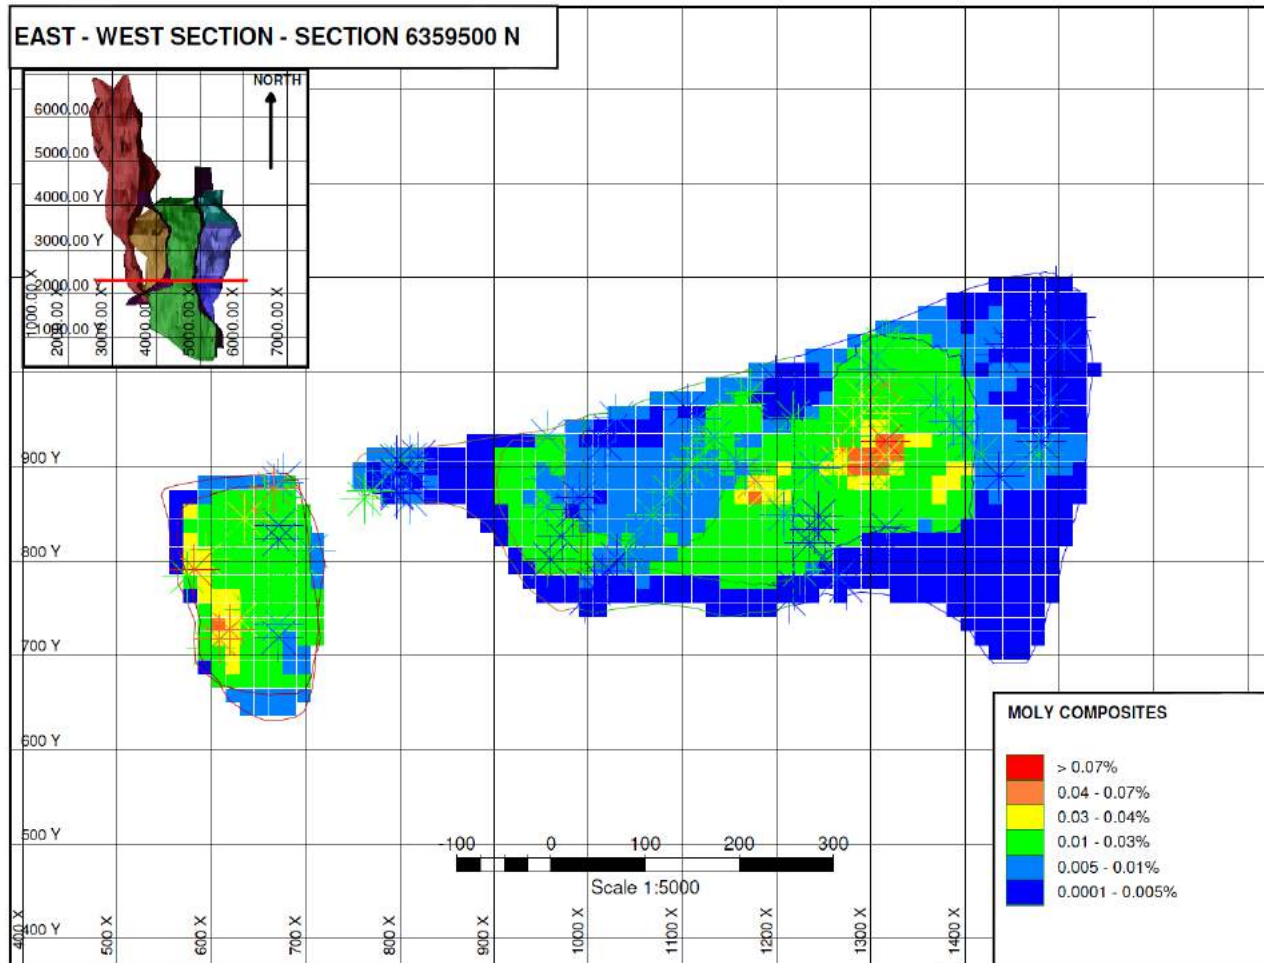 EAST - WEST SECTION - SECTION 6359500 N
NORTH
6000.00 Y
5000.00 Y
4000.00 Y
3000.00 Y
2000.00 Y
1000.00 Y
1000.00 X
2000.00 X
3000.00 X
4000.00 X
5000.00 X
6000.00 X
7000.00 X
900 Y
800 Y
700 Y
600 Y
500 Y
400 Y
400 X
500 X
600 X
700 X
800 X
900 X
1000 X
1100 X
1200 X
1300 X
1400 X
-100 0 100 200 300
Scale 1:5000
MOLY COMPOSITES
> 0.07%
0.04 - 0.07%
0.03 - 0.04%
0.01 - 0.03%
0.005 - 0.01%
0.0001 - 0.005%